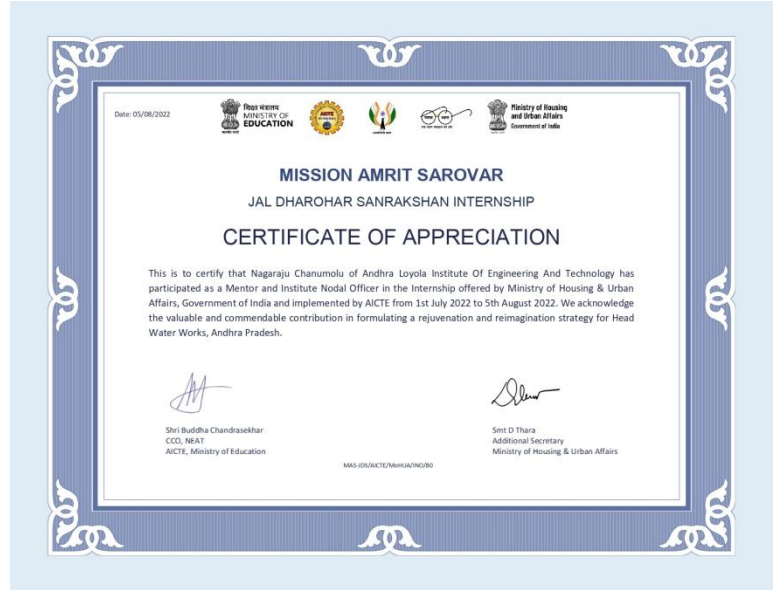 Date: 05/08/2022
शिक्षा मंत्रालय
MINISTRY OF
EDUCATION
AICTE
Ministry of Housing
and Urban Affairs
Government of India
MISSION AMRIT SAROVAR
JAL DHAROHAR SANRAKSHAN INTERNSHIP
CERTIFICATE OF APPRECIATION
This is to certify that Nagaraju Chanumolu of Andhra Loyola Institute Of Engineering And Technology has
participated as a Mentor and Institute Nodal Officer in the Internship offered by Ministry of Housing & Urban
Affairs, Government of India and implemented by AICTE from 1st July 2022 to 5th August 2022. We acknowledge
the valuable and commendable contribution in formulating a rejuvenation and reimagination strategy for Head
Water Works, Andhra Pradesh.
Shri Buddha Chandrasekhar
CCO, NEAT
AICTE, Ministry of Education
Smt D Thara
Additional Secretary
Ministry of Housing & Urban Affairs
MAS-JDS/AICTE/MoHUA/INO/80